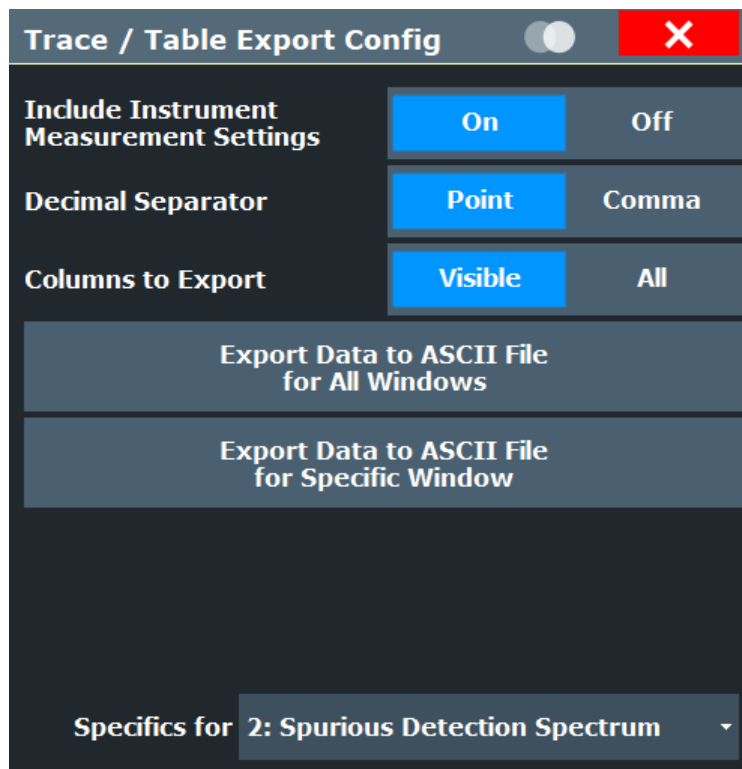 Trace / Table Export Config
Include Instrument
Measurement Settings
On Off
Decimal Separator Point Comma
Columns to Export Visible All
Export Data to ASCII File
for All Windows
Export Data to ASCII File
for Specific Window
Specifics for 2: Spurious Detection Spectrum